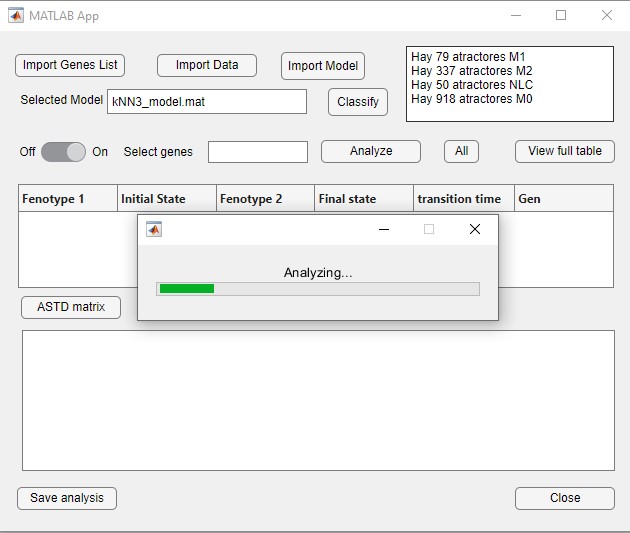 MATLAB App
Import Genes List
Import Data
Import Model
Hay 79 atractores M1
Hay 337 atractores M2
Hay 50 atractores NLC
Hay 918 atractores M0
Selected Model
kNN3_model.mat
Classify
Off
On
Select genes
Analyze
All
View full table
Fenotype 1
Initial State
Fenotype 2
Final state
transition time
Gen
Analyzing...
ASTD matrix
Save analysis
Close